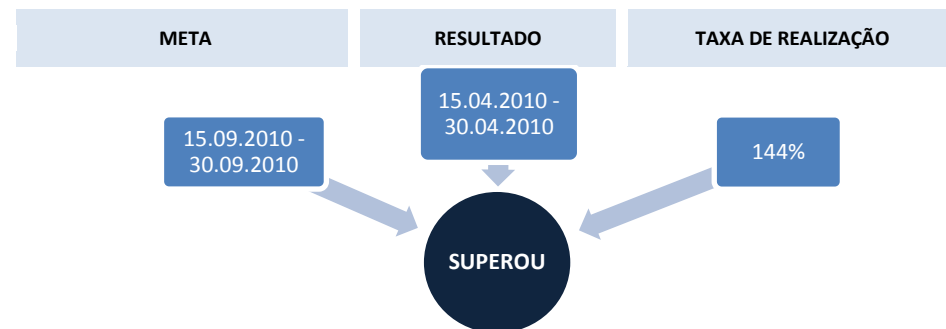 META
RESULTADO
TAXA DE REALIZAÇÃO
15.09.2010 -
30.09.2010
15.04.2010 -
30.04.2010
144%
SUPEROU